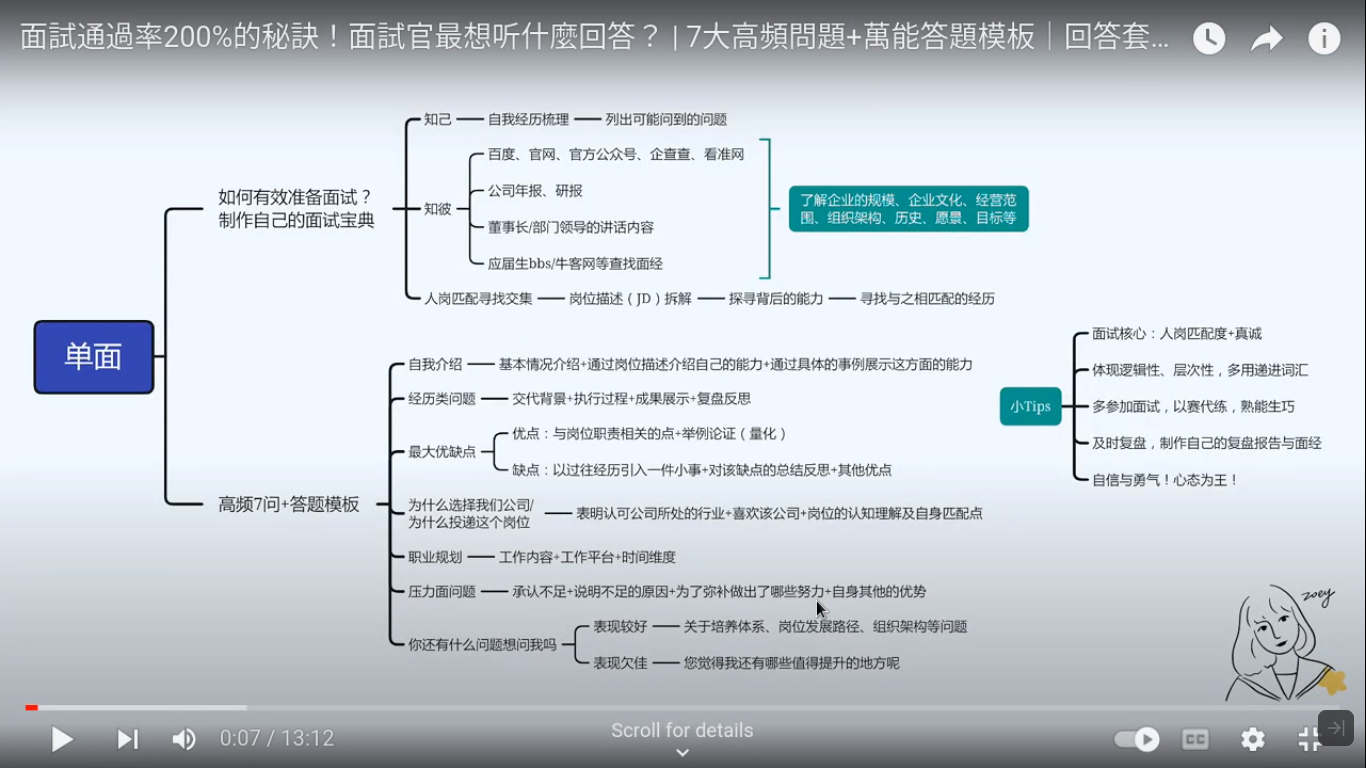 面試通過率200%的秘訣！面試官最想听什麼回答？ | 7大高頻問題+萬能答題模板｜回答套...
知己
自我经历梳理
列出可能问到的问题
如何有效准备面试？
制作自己的面试宝典
知彼
百度、官网、官方公众号、企查查、看准网
公司年报、研报
董事长/部门领导的讲话内容
应届生bbs/牛客网等查找面经
了解企业的规模、企业文化、经营范
围、组织架构、历史、愿景、目标等
人岗匹配寻找交集
岗位描述（JD）拆解
探寻背后的能力
寻找与之相匹配的经历
单面
高频7问+答题模板
自我介绍
基本情况介绍+通过岗位描述介绍自己的能力+通过具体的事例展示这方面的能力
经历类问题
交代背景+执行过程+成果展示+复盘反思
最大优缺点
优点：与岗位职责相关的点+举例论证（量化）
缺点：以过往经历引入一件小事+对该缺点的总结反思+其他优点
为什么选择我们公司/
为什么投递这个岗位
表明认可公司所处的行业+喜欢该公司+岗位的认知理解及自身匹配点
职业规划
工作内容+工作平台+时间维度
压力面问题
承认不足+说明不足的原因+为了弥补做出了哪些努力+自身其他的优势
你还有什么问题想问我吗
表现较好
关于培养体系、岗位发展路径、组织架构等问题
表现欠佳
您觉得我还有哪些值得提升的地方呢
小Tips
面试核心：人岗匹配度+真诚
体现逻辑性、层次性，多用递进词汇
多参加面试，以赛代练，熟能生巧
及时复盘，制作自己的复盘报告与面经
自信与勇气！心态为王！
zoey
0:07 / 13:12
Scroll for details
CC